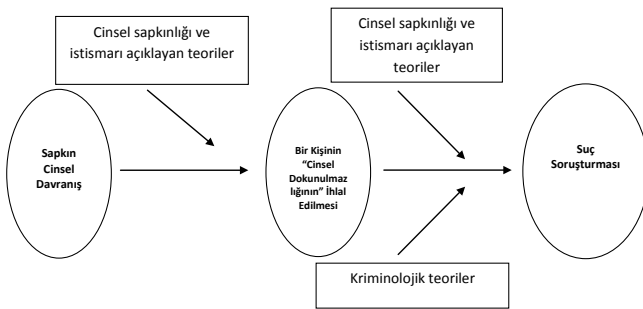 Cinsel sapkınlığı ve
istismarı açıklayan teoriler
Cinsel sapkınlığı ve
istismarı açıklayan
teoriler
Sapkın
Cinsel
Davranış
Bir Kişinin
“Cinsel
Dokunulmaz
lığının” İhlal
Edilmesi
Suç
Soruşturması
Kriminolojik teoriler